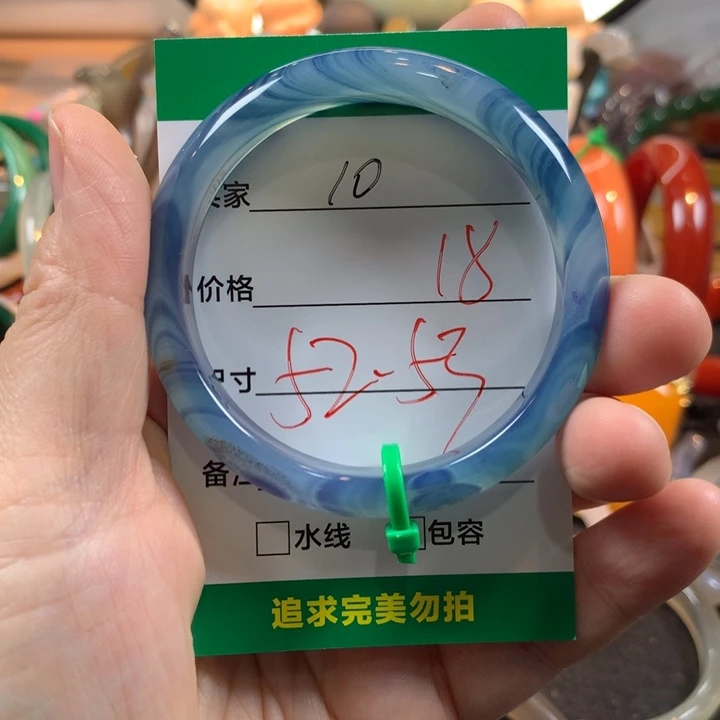 家 10
价格 18
寸 52-53
备
水线 包容
追求完美勿拍